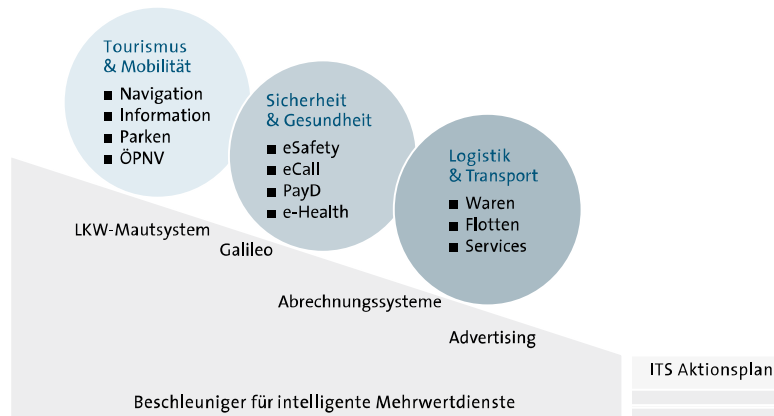 Tourismus
& Mobilität
■ Navigation
■ Information
■ Parken
■ ÖPNV
Sicherheit
& Gesundheit
■ eSafety
■ eCall
■ PayD
■ e-Health
Logistik
& Transport
■ Waren
■ Flotten
■ Services
LKW-Mautsystem
Galileo
Abrechnungssysteme
Advertising
ITS Aktionsplan
Beschleuniger für intelligente Mehrwertdienste